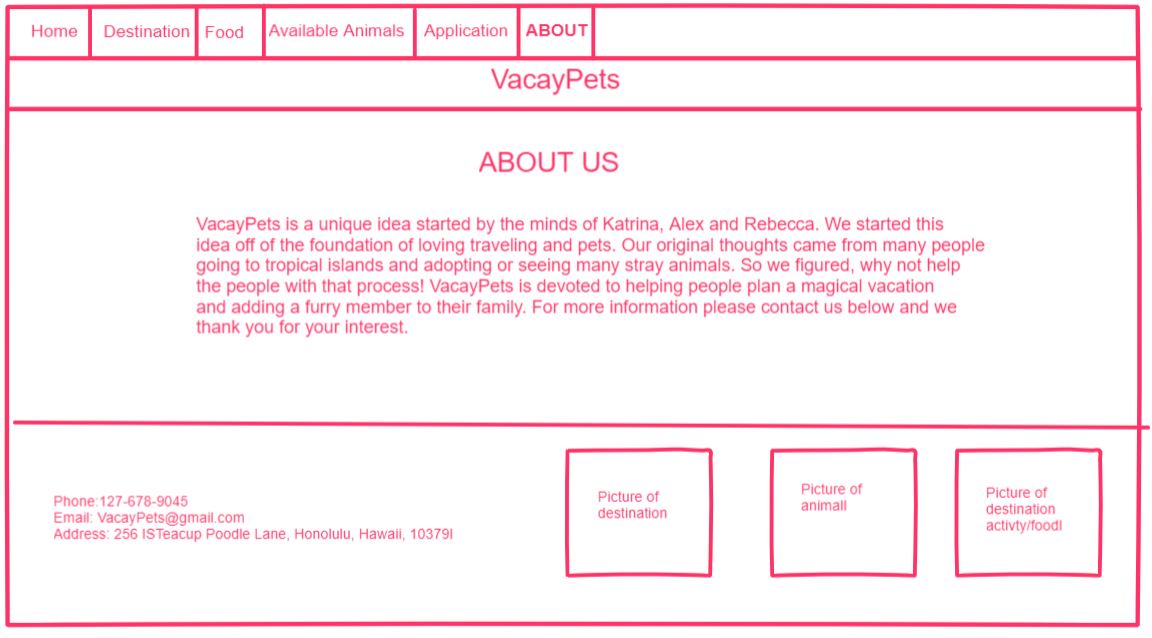 Home Destination Food Available Animals Application ABOUT
VacayPets
ABOUT US
VacayPets is a unique idea started by the minds of Katrina, Alex and Rebecca. We started this
idea off of the foundation of loving traveling and pets. Our original thoughts came from many people
going to tropical islands and adopting or seeing many stray animals. So we figured, why not help
the people with that process! VacayPets is devoted to helping people plan a magical vacation
and adding a furry member to their family. For more information please contact us below and we
thank you for your interest.
Phone:127-678-9045
Email: VacayPets@gmail.com
Address: 256 ISTeacup Poodle Lane, Honolulu, Hawaii, 10379l
Picture of
destination
Picture of
animall
Picture of
destination
activty/foodl